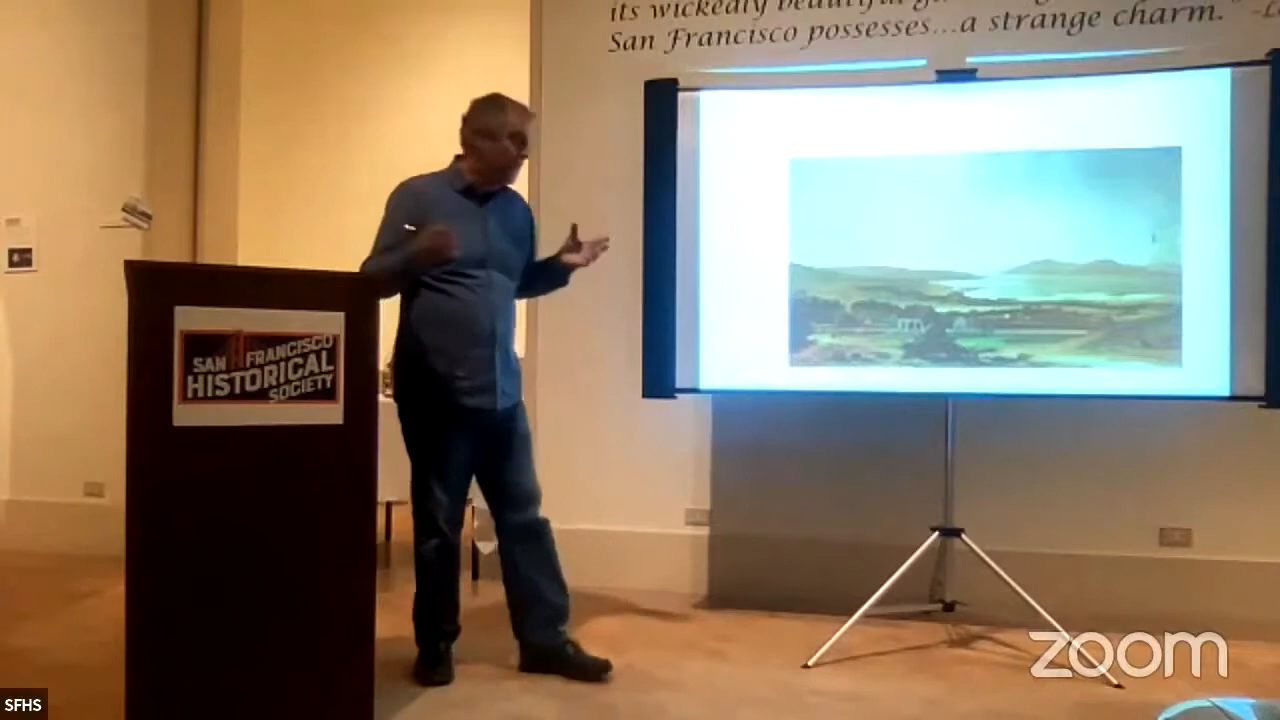 its wickedly beautiful
San Francisco possesses...a strange charm."
SAN FRANCISCO
HISTORICAL
SOCIETY
zoom
SFHS